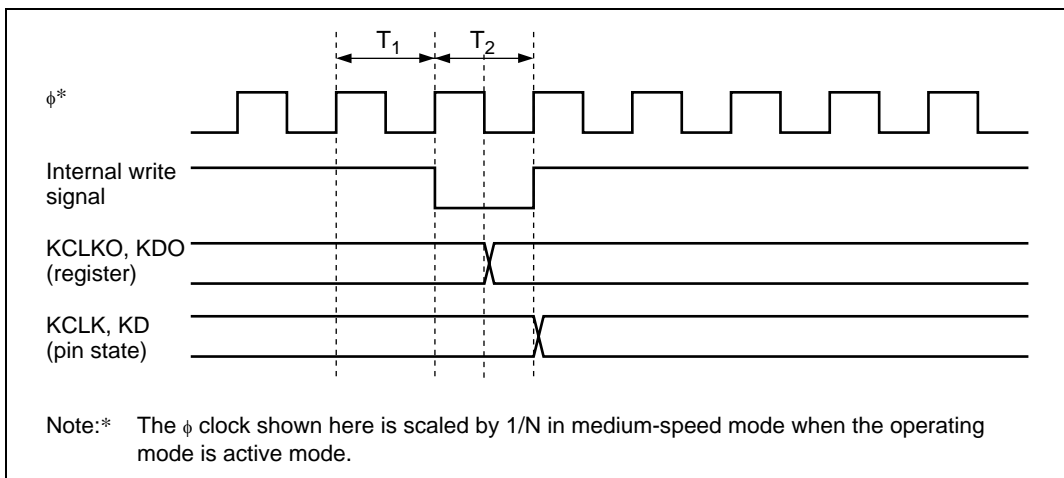 T₁ T₂
ϕ*
Internal write
signal
KCLKO, KDO
(register)
KCLK, KD
(pin state)
Note:* The ϕ clock shown here is scaled by 1/N in medium-speed mode when the operating
mode is active mode.